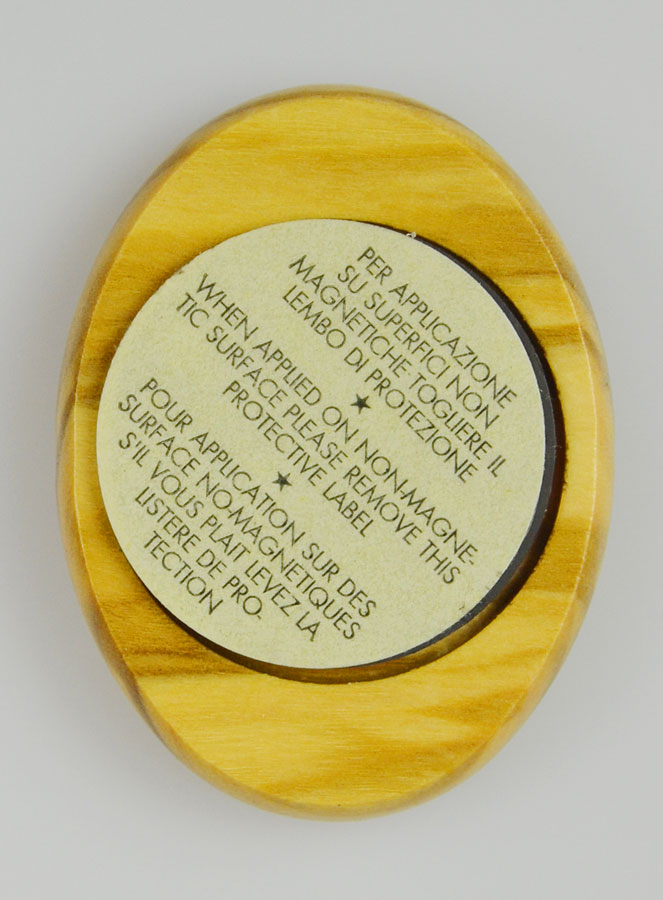 PER APPLICAZIONE
SU SUPERFICI NON
MAGNETICHE TOGLIERE IL
LEMBO DI PROTEZIONE
★
WHEN APPLIED ON NON-MAGNE-
TIC SURFACE PLEASE REMOVE THIS
PROTECTIVE LABEL
★
POUR APPLICATION SUR DES
SURFACE NO-MAGNETIQUES
S'IL VOUS PLAIT LEVEZ LA
LISTERE DE PRO-
TECTION